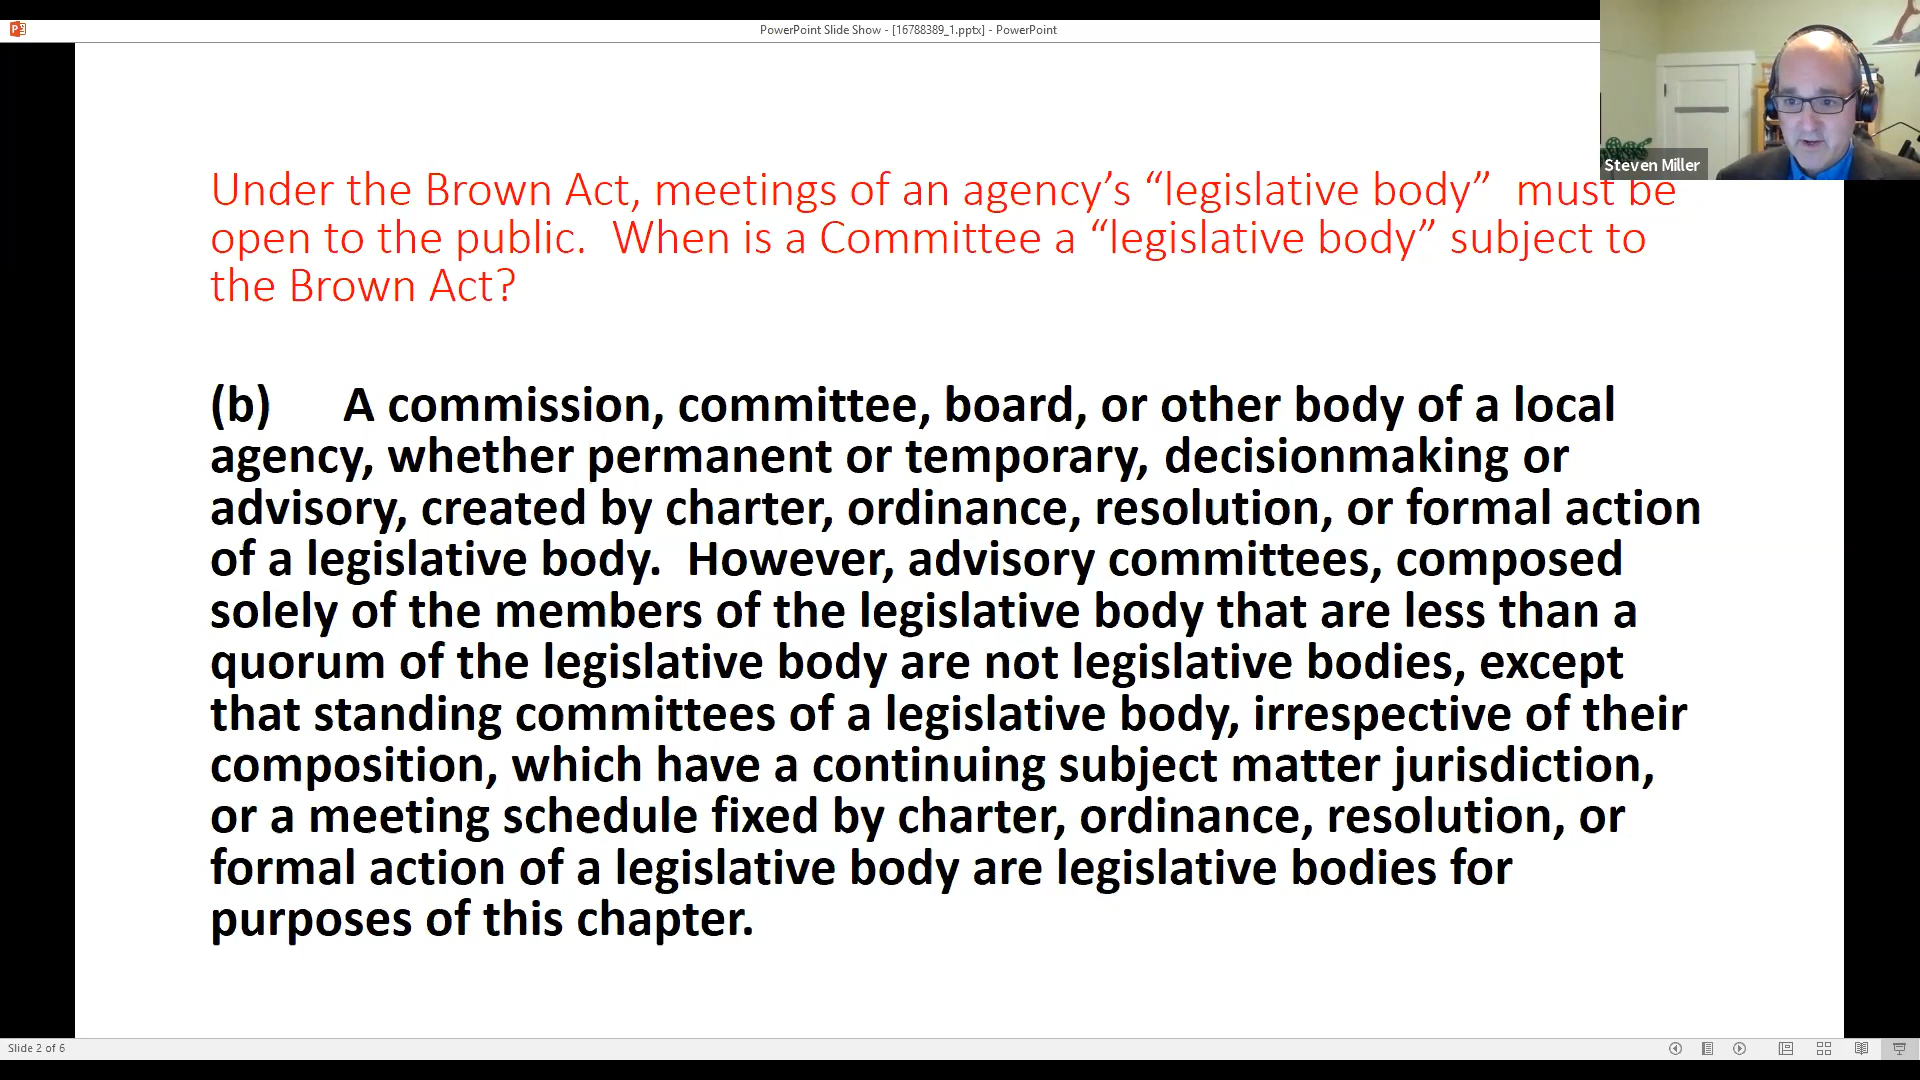 PowerPoint Slide Show - [16788389_1.pptx] - PowerPoint
Steven Miller
Under the Brown Act, meetings of an agency’s “legislative body”  must be
open to the public.  When is a Committee a “legislative body” subject to
the Brown Act?
(b) A commission, committee, board, or other body of a local
agency, whether permanent or temporary, decisionmaking or
advisory, created by charter, ordinance, resolution, or formal action
of a legislative body.  However, advisory committees, composed
solely of the members of the legislative body that are less than a
quorum of the legislative body are not legislative bodies, except
that standing committees of a legislative body, irrespective of their
composition, which have a continuing subject matter jurisdiction,
or a meeting schedule fixed by charter, ordinance, resolution, or
formal action of a legislative body are legislative bodies for
purposes of this chapter.
Slide 2 of 6